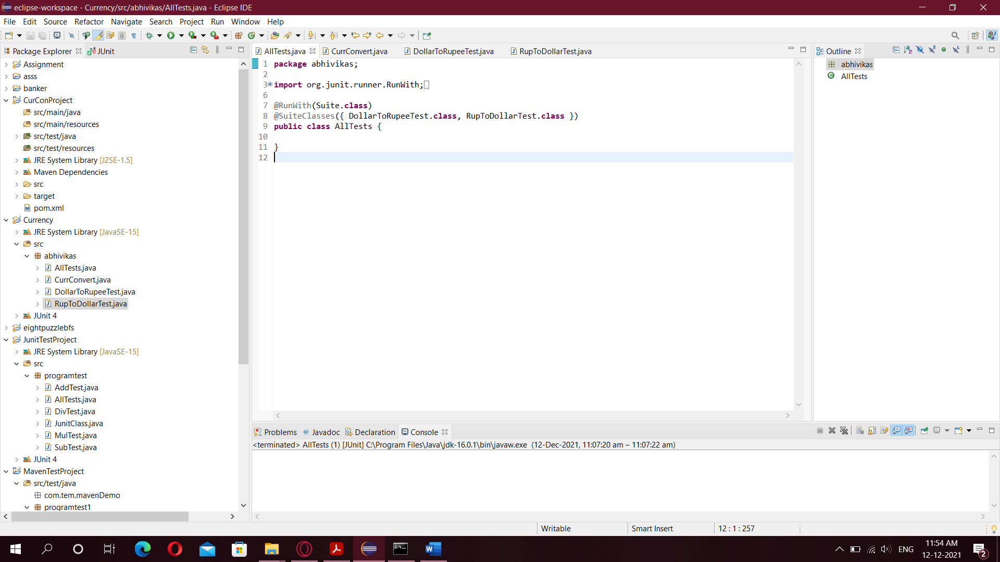 eclipse-workspace - Currency/src/abhivikas/AllTests.java - Eclipse IDE
File Edit Source Refactor Navigate Search Project Run Window Help
Package Explorer
JUnit
Assignment
asss
banker
CurConProject
src/main/java
src/main/resources
src/test/java
src/test/resources
JRE System Library [J2SE-1.5]
Maven Dependencies
src
target
pom.xml
Currency
JRE System Library [JavaSE-15]
src
abhivikas
AllTests.java
CurrConvert.java
DollarToRupeeTest.java
RupToDollarTest.java
JUnit 4
eightpuzzlebfs
JunitTestProject
JRE System Library [JavaSE-15]
src
programtest
AddTest.java
AllTests.java
DivTest.java
JunitClass.java
MulTest.java
SubTest.java
JUnit 4
MavenTestProject
src/test/java
com.tem.mavenDemo
programtest1
AllTests.java CurrConvert.java DollarToRupeeTest.java RupToDollarTest.java
1 package abhivikas;
2
3 import org.junit.runner.RunWith;
6
7 @RunWith(Suite.class)
8 @SuiteClasses({ DollarToRupeeTest.class, RupToDollarTest.class })
9 public class AllTests {
10
11 }
12
Outline
abhivikas
AllTests
Problems @ Javadoc Declaration Console
<terminated> AllTests (1) [JUnit] C:\Program Files\Java\jdk-16.0.1\bin\javaw.exe (12-Dec-2021, 11:07:20 am – 11:07:22 am)
Writable Smart Insert 12 : 1 : 257
ENG
11:54 AM
12-12-2021
2